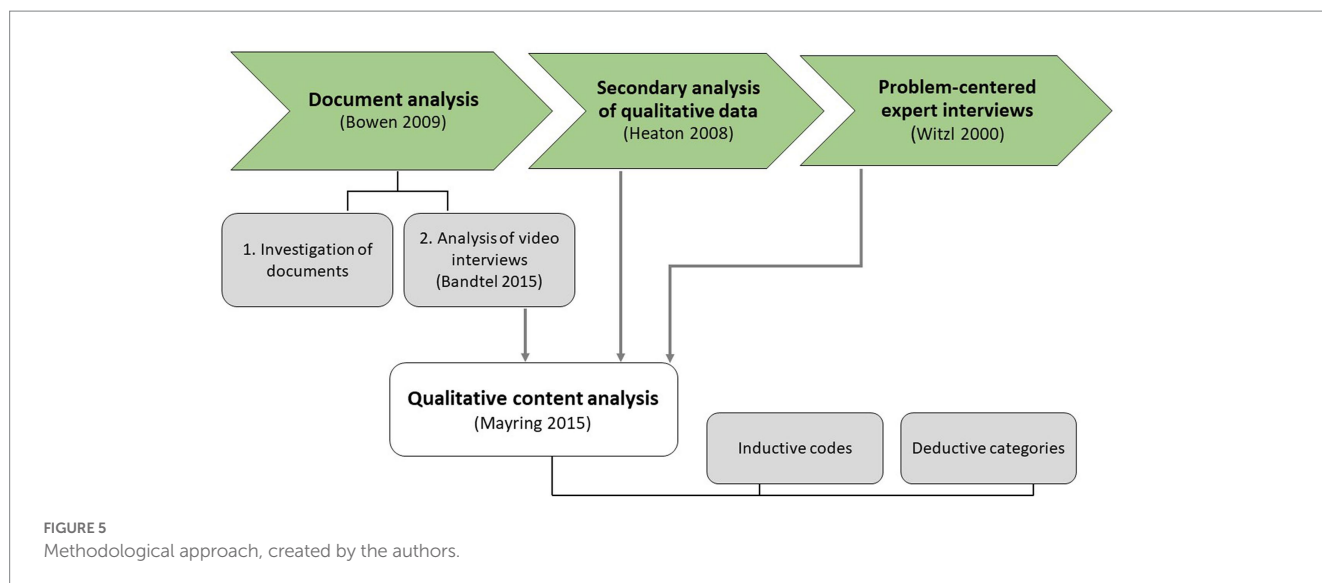 Document analysis
(Bowen 2009)
Secondary analysis
of qualitative data
(Heaton 2008)
Problem-centered
expert interviews
(Witzl 2000)
1. Investigation of
documents
2. Analysis of video
interviews
(Bandtel 2015)
Qualitative content analysis
(Mayring 2015)
Inductive codes
Deductive categories
FIGURE 5
Methodological approach, created by the authors.